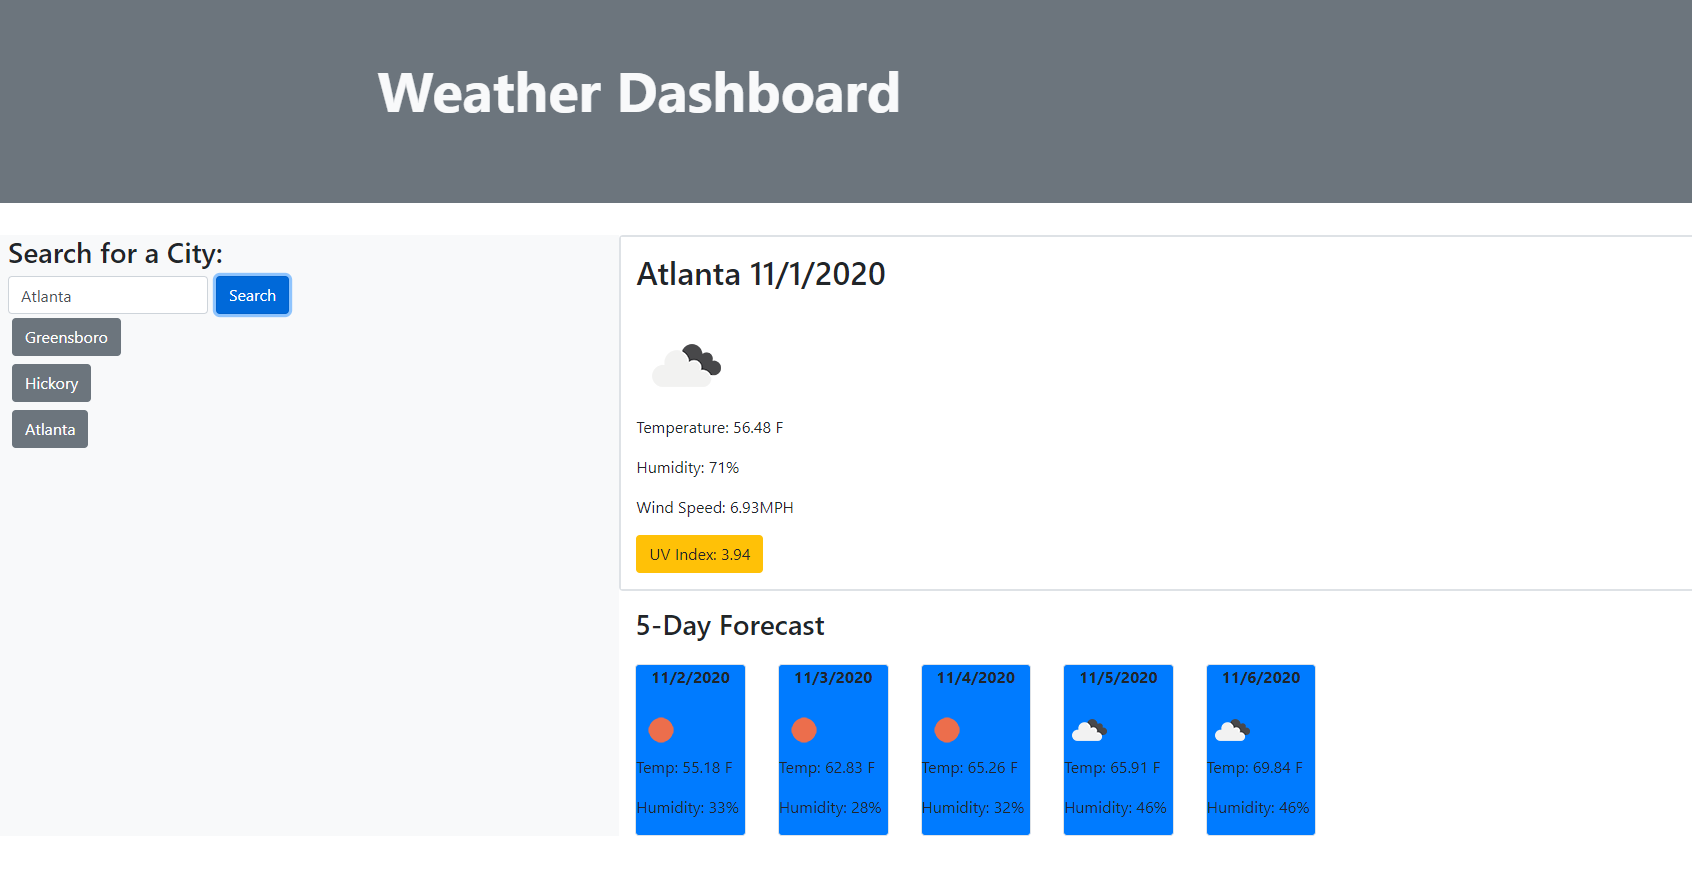 Weather Dashboard
Search for a City:
Atlanta Search
Greensboro
Hickory
Atlanta
Atlanta 11/1/2020
Temperature: 56.48 F
Humidity: 71%
Wind Speed: 6.93MPH
UV Index: 3.94
5-Day Forecast
11/2/2020
Temp: 55.18 F
Humidity: 33%
11/3/2020
Temp: 62.83 F
Humidity: 28%
11/4/2020
Temp: 65.26 F
Humidity: 32%
11/5/2020
Temp: 65.91 F
Humidity: 46%
11/6/2020
Temp: 69.84 F
Humidity: 46%